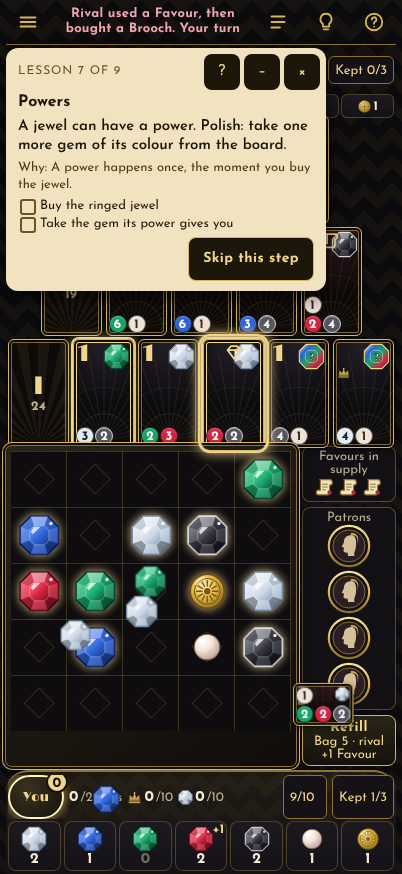 Rival used a Favour, then
bought a Brooch. Your turn
LESSON 7 OF 9
?
–
×
Kept 0/3
1
Powers
A jewel can have a power. Polish: take one
more gem of its colour from the board.
Why: A power happens once, the moment you buy
the jewel.
Buy the ringed jewel
Take the gem its power gives you
Skip this step
19
6 1
6 1
3 4
1
2 4
24
1
3 2
1
2 3
2 2
1
4 1
4 1
Favours in
supply
Patrons
1
2 2 2
Refill
Bag 5 · rival
+1 Favour
You
0
0/2
0/10
0/10
9/10
Kept 1/3
2
1
0
+1
2
2
1
1